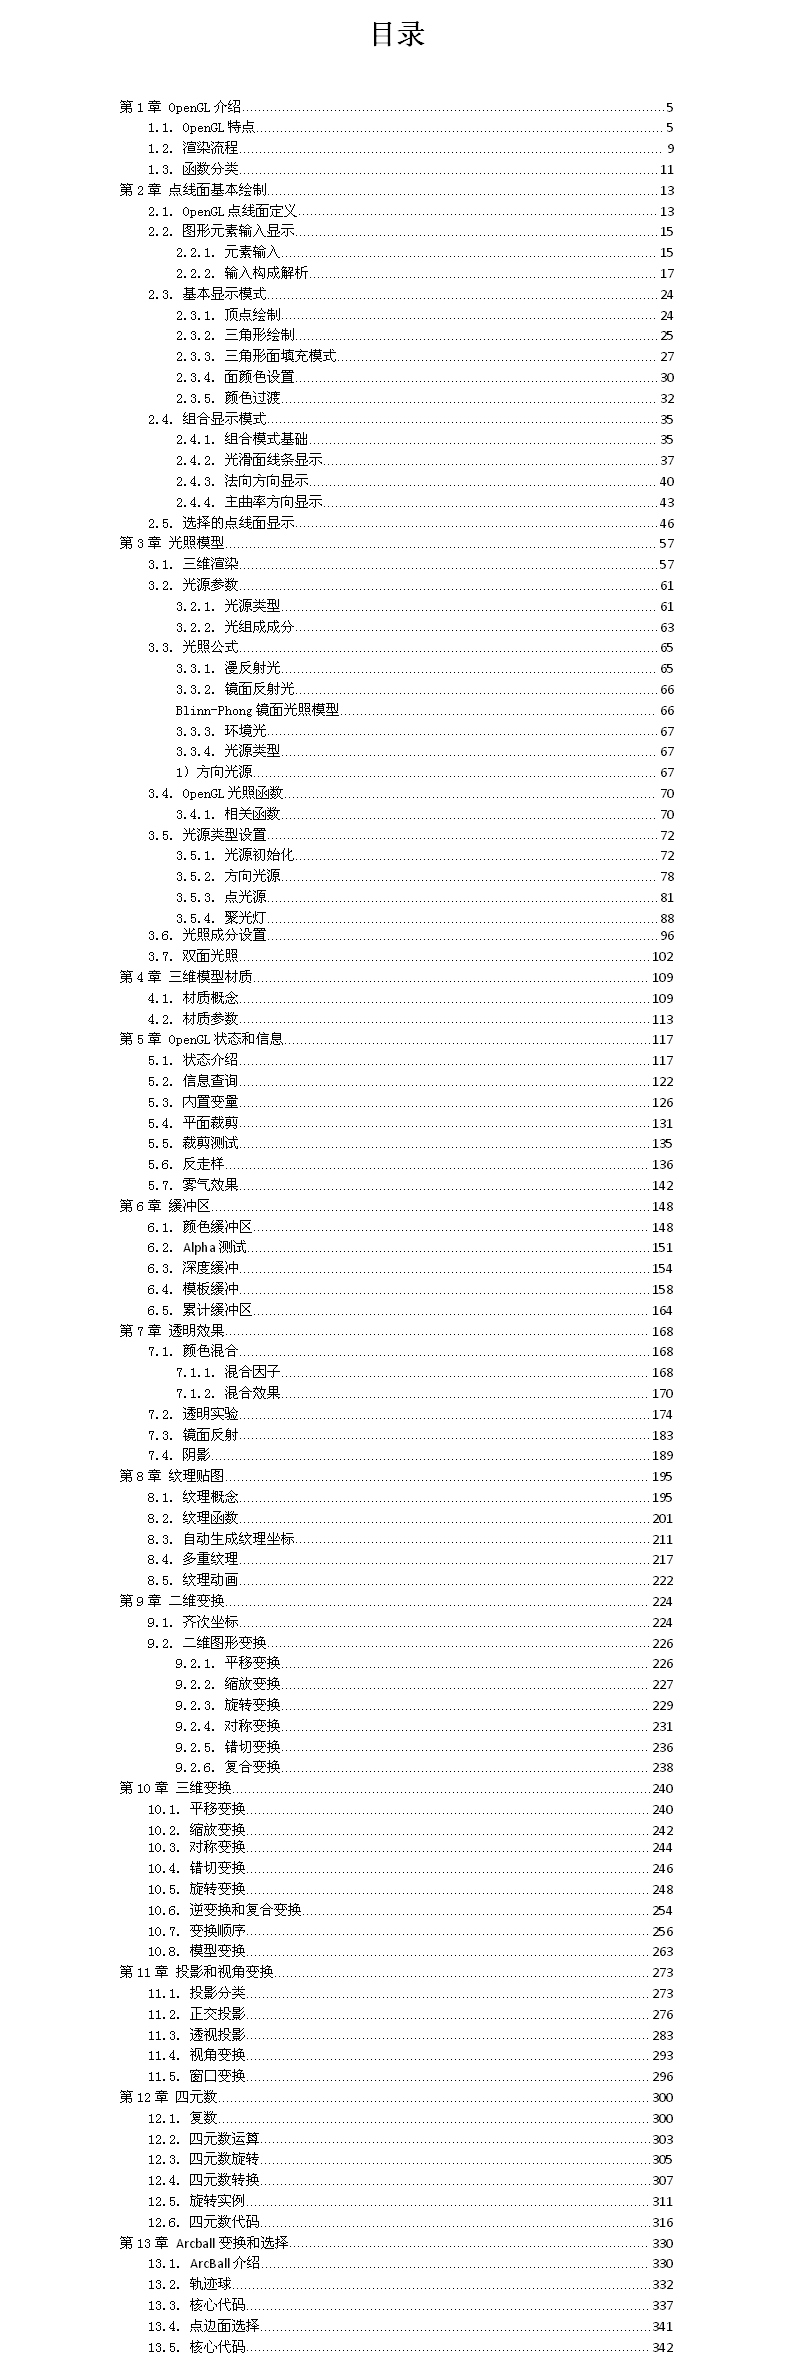 目录
第 1 章 OpenGL 介绍 5
1.1. OpenGL 特点 5
1.2. 渲染流程 9
1.3. 函数分类 11
第 2 章 点线面基本绘制 13
2.1. OpenGL 点线面定义 13
2.2. 图形元素输入显示 15
2.2.1. 元素输入 15
2.2.2. 输入构成解析 17
2.3. 基本显示模式 24
2.3.1. 顶点绘制 24
2.3.2. 三角形绘制 25
2.3.3. 三角形面填充模式 27
2.3.4. 面颜色设置 30
2.3.5. 颜色过渡 32
2.4. 组合显示模式 35
2.4.1. 组合模式基础 35
2.4.2. 光滑面线条显示 37
2.4.3. 法向方向显示 40
2.4.4. 主曲率方向显示 43
2.5. 选择的点线面显示 46
第 3 章 光照模型 57
3.1. 三维渲染 57
3.2. 光源参数 61
3.2.1. 光源类型 61
3.2.2. 光组成成分 63
3.3. 光照公式 65
3.3.1. 漫反射光 65
3.3.2. 镜面反射光 66
Blinn-Phong 镜面光照模型 66
3.3.3. 环境光 67
3.3.4. 光源类型 67
1）方向光源 67
3.4. OpenGL 光照函数 70
3.4.1. 相关函数 70
3.5. 光源类型设置 72
3.5.1. 光源初始化 72
3.5.2. 方向光源 78
3.5.3. 点光源 81
3.5.4. 聚光灯 88
3.6. 光照成分设置 96
3.7. 双面光照 102
第 4 章 三维模型材质 109
4.1. 材质概念 109
4.2. 材质参数 113
第 5 章 OpenGL 状态和信息 117
5.1. 状态介绍 117
5.2. 信息查询 122
5.3. 内置变量 126
5.4. 平面裁剪 131
5.5. 裁剪测试 135
5.6. 反走样 136
5.7. 雾气效果 142
第 6 章 缓冲区 148
6.1. 颜色缓冲区 148
6.2. Alpha 测试 151
6.3. 深度缓冲 154
6.4. 模板缓冲 158
6.5. 累计缓冲区 164
第 7 章 透明效果 168
7.1. 颜色混合 168
7.1.1. 混合因子 168
7.1.2. 混合效果 170
7.2. 透明实验 174
7.3. 镜面反射 183
7.4. 阴影 189
第 8 章 纹理贴图 195
8.1. 纹理概念 195
8.2. 纹理函数 201
8.3. 自动生成纹理坐标 211
8.4. 多重纹理 217
8.5. 纹理动画 222
第 9 章 二维变换 224
9.1. 齐次坐标 224
9.2. 二维图形变换 226
9.2.1. 平移变换 226
9.2.2. 缩放变换 227
9.2.3. 旋转变换 229
9.2.4. 对称变换 231
9.2.5. 错切变换 236
9.2.6. 复合变换 238
第 10 章 三维变换 240
10.1. 平移变换 240
10.2. 缩放变换 242
10.3. 对称变换 244
10.4. 错切变换 246
10.5. 旋转变换 248
10.6. 逆变换和复合变换 254
10.7. 变换顺序 256
10.8. 模型变换 263
第 11 章 投影和视角变换 273
11.1. 投影分类 273
11.2. 正交投影 276
11.3. 透视投影 283
11.4. 视角变换 293
11.5. 窗口变换 296
第 12 章 四元数 300
12.1. 复数 300
12.2. 四元数运算 303
12.3. 四元数旋转 305
12.4. 四元数转换 307
12.5. 旋转实例 311
12.6. 四元数代码 316
第 13 章 Arcball 变换和选择 330
13.1. ArcBall 介绍 330
13.2. 轨迹球 332
13.3. 核心代码 337
13.4. 点边面选择 341
13.5. 核心代码 342